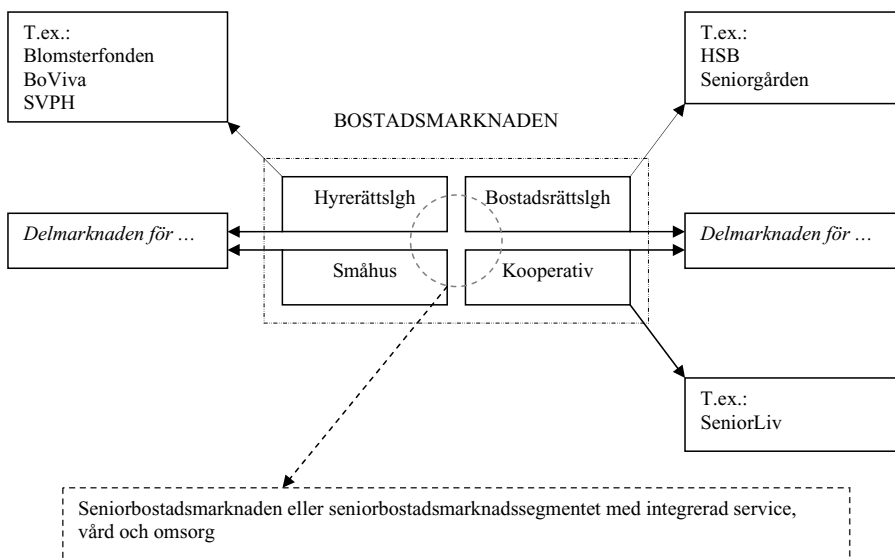 T.ex.:
Blomsterfonden
BoViva
SVPH
T.ex.:
HSB
Seniorgården
BOSTADSMARKNADEN
Hyrerättslgh
Bostadsrättslgh
Delmarknaden för …
Delmarknaden för …
Småhus
Kooperativ
T.ex.:
SeniorLiv
Seniorbostadsmarknaden eller seniorbostadsmarknadssegmentet med integrerad service,
vård och omsorg